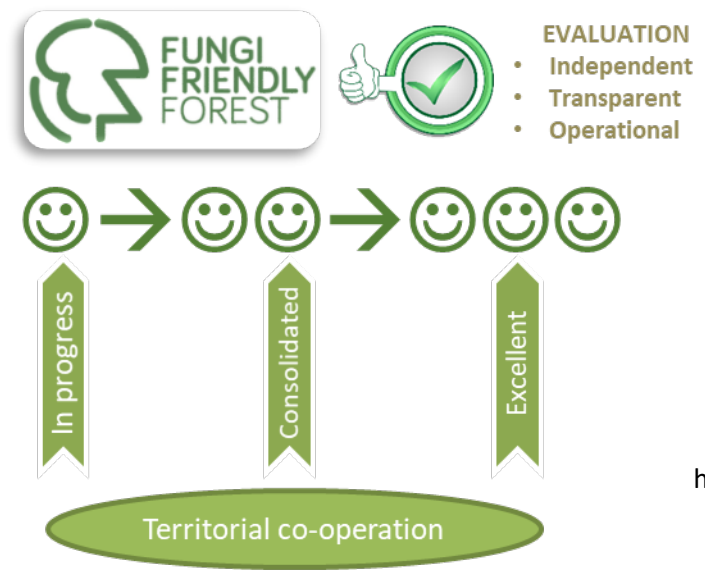 FUNGI
FRIENDLY
FOREST
EVALUATION
• Independent
• Transparent
• Operational
In progress
Consolidated
Excellent
h
Territorial co-operation